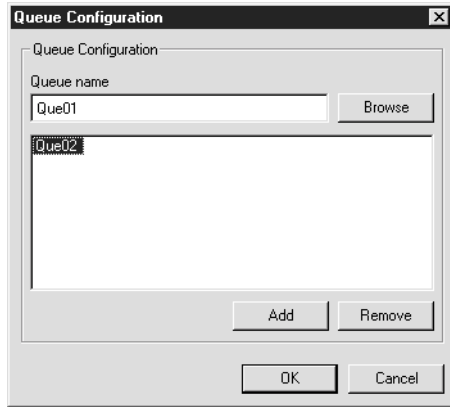 Queue Configuration
Queue Configuration
Queue name
Que01
Browse
Que02
Add
Remove
OK
Cancel